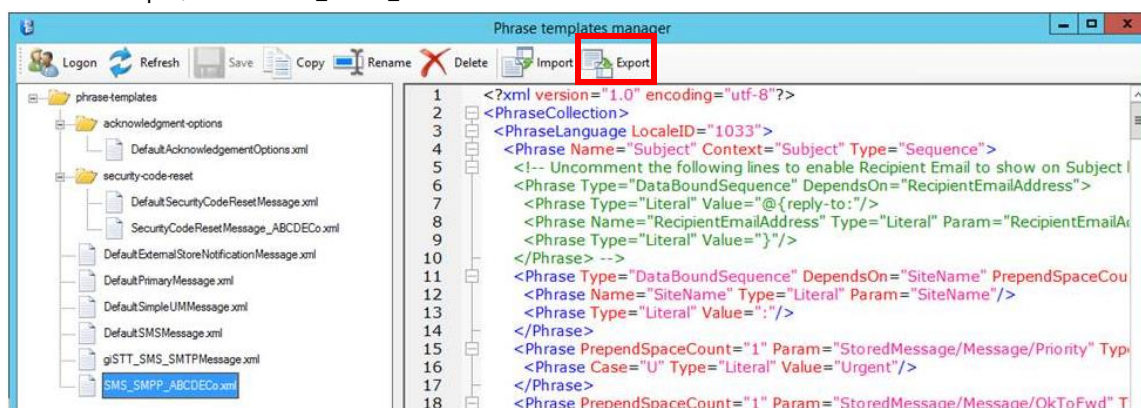 Phrase templates manager
Logon Refresh Save Copy Rename Delete Import Export
phrase-templates
acknowledgment-options
DefaultAcknowledgementOptions.xml
security-code-reset
DefaultSecurityCodeResetMessage.xml
SecurityCodeResetMessage_ABCDECo.xml
DefaultExternalStoreNotificationMessage.xml
DefaultPrimaryMessage.xml
DefaultSimpleUMMessage.xml
DefaultSMSMessage.xml
giSTT_SMS_SMTPMessage.xml
SMS_SMPP_ABCDECo.xml
1 <?xml version="1.0" encoding="utf-8"?>
2 <PhraseCollection>
3 <PhraseLanguage LocaleID="1033">
4 <Phrase Name="Subject" Context="Subject" Type="Sequence">
5 <!-- Uncomment the following lines to enable Recipient Email to show on Subject
6 <Phrase Type="DataBoundSequence" DependsOn="RecipientEmailAddress">
7 <Phrase Type="Literal" Value="@{reply-to:"/>
8 <Phrase Name="RecipientEmailAddress" Type="Literal" Param="RecipientEmailA
9 <Phrase Type="Literal" Value="}"/>
10 </Phrase> -->
11 <Phrase Type="DataBoundSequence" DependsOn="SiteName" PrependSpaceCou
12 <Phrase Name="SiteName" Type="Literal" Param="SiteName"/>
13 <Phrase Type="Literal" Value=":"/>
14 </Phrase>
15 <Phrase PrependSpaceCount="1" Param="StoredMessage/Message/Priority" Typ
16 <Phrase Case="U" Type="Literal" Value="Urgent"/>
17 </Phrase>
18 <Phrase PrependSpaceCount="1" Param="StoredMessage/Message/OkToFwd" T